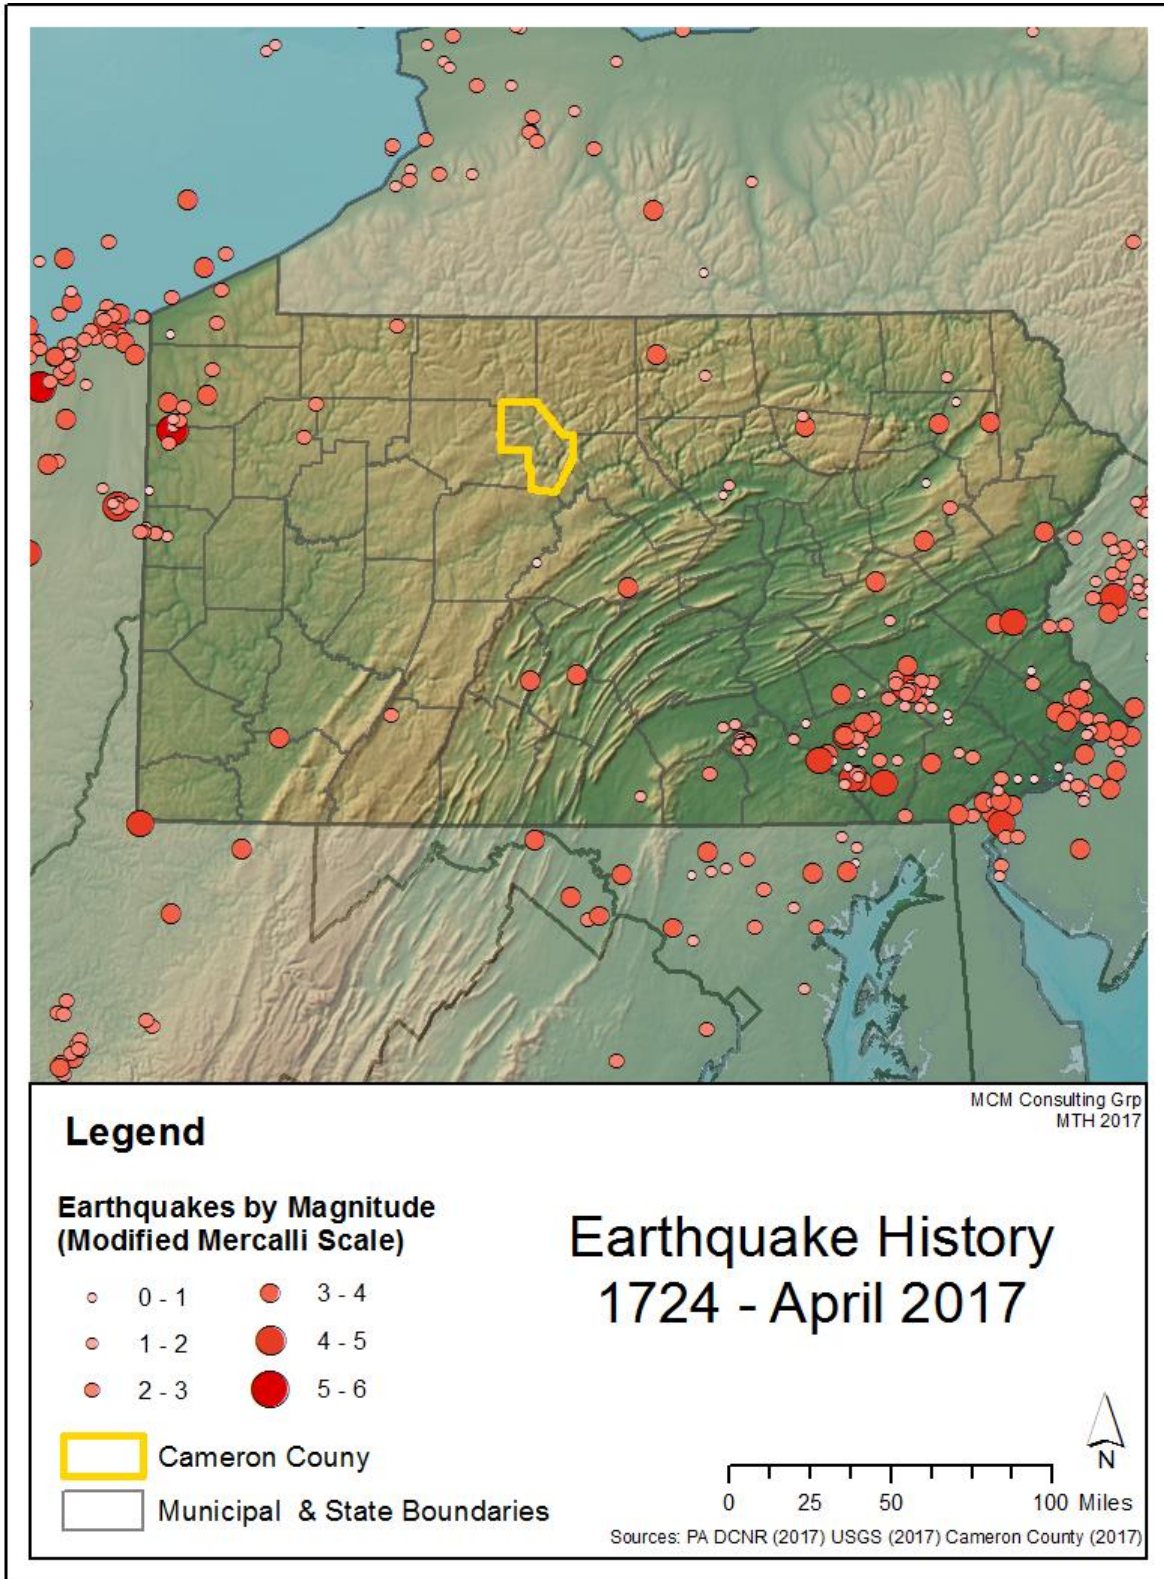 MCM Consulting Grp
MTH 2017
Legend
Earthquakes by Magnitude
(Modified Mercalli Scale)
0 - 1
1 - 2
2 - 3
3 - 4
4 - 5
5 - 6
Cameron Couny
Municipal & State Boundaries
Earthquake History
1724 - April 2017
N
0 25 50 100 Miles
Sources: PA DCNR (2017) USGS (2017) Cameron County (2017)